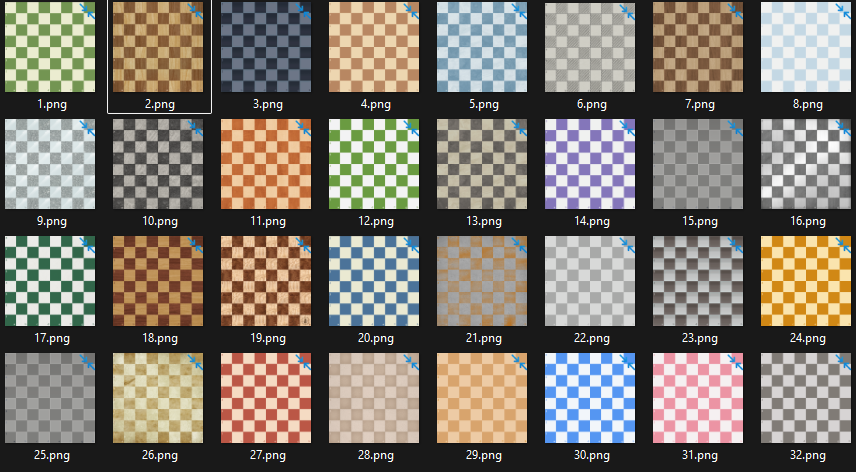 1.png 2.png 3.png 4.png 5.png 6.png 7.png 8.png
9.png 10.png 11.png 12.png 13.png 14.png 15.png 16.png
17.png 18.png 19.png 20.png 21.png 22.png 23.png 24.png
25.png 26.png 27.png 28.png 29.png 30.png 31.png 32.png